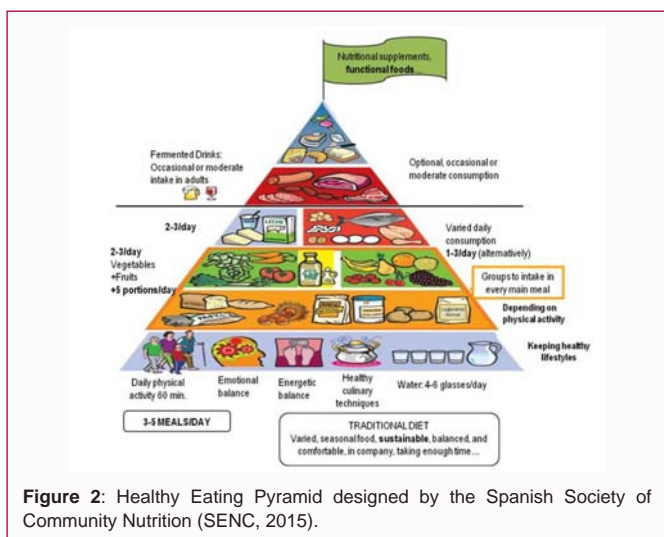 Nutritional supplements,
functional foods…
Fermented Drinks:
Occasional or moderate
intake in adults
Optional, occasional or
moderate consumption
2-3/day
LECHE
Varied daily
consumption
1-3/day (alternatively)
2-3/day
Vegetables
+Fruits
+5 portions/day
Groups to intake in
every main meal
Depending on
physical activity
Keeping healthy
lifestyles
Daily physical
activity 60 min.
Emotional
balance
Energetic
balance
Healthy
culinary
techniques
Water: 4-6 glasses/day
3-5 MEALS/DAY
TRADITIONAL DIET
Varied, seasonal food, sustainable, balanced, and
comfortable, in company, taking enough time…
Figure 2: Healthy Eating Pyramid designed by the Spanish Society of
Community Nutrition (SENC, 2015).